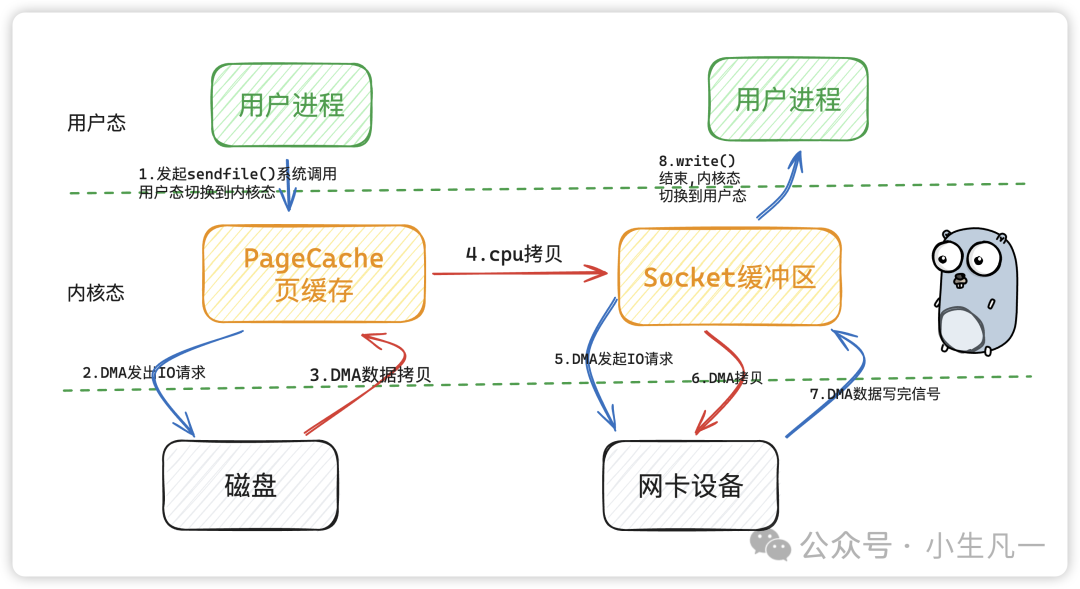 用户进程
用户进程
用户态
1.发起sendfile()系统调用
用户态切换到内核态
8.write()
结束,内核态
切换到用户态
PageCache
页缓存
4.cpu拷贝
Socket缓冲区
内核态
2.DMA发出IO请求
3.DMA数据拷贝
5.DMA发起IO请求
6.DMA拷贝
7.DMA数据写完信号
磁盘
网卡设备
公众号 · 小生凡一